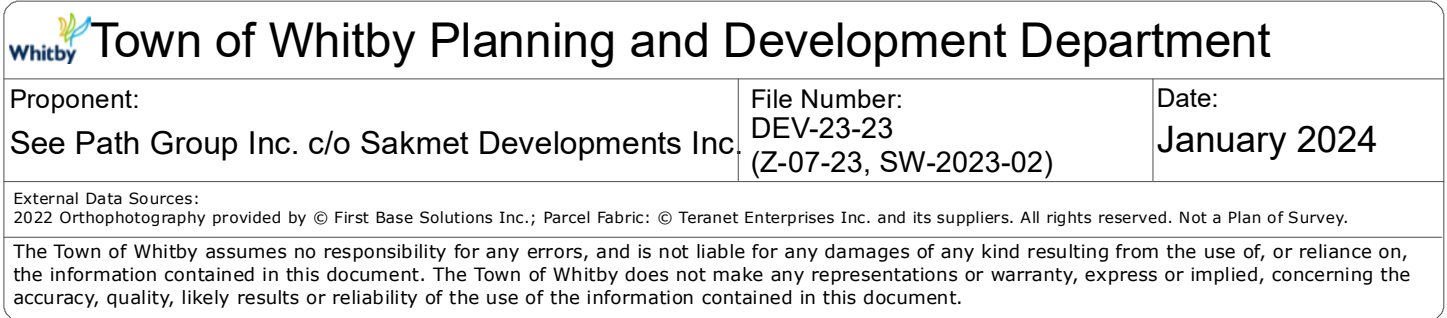 Whitby Town of Whitby Planning and Development Department
Proponent:
See Path Group Inc. c/o Sakmet Developments Inc.
File Number:
DEV-23-23
(Z-07-23, SW-2023-02)
Date:
January 2024
External Data Sources:
2022 Orthophotography provided by © First Base Solutions Inc.; Parcel Fabric: © Teranet Enterprises Inc. and its suppliers. All rights reserved. Not a Plan of Survey.
The Town of Whitby assumes no responsibility for any errors, and is not liable for any damages of any kind resulting from the use of, or reliance on,
the information contained in this document. The Town of Whitby does not make any representations or warranty, express or implied, concerning the
accuracy, quality, likely results or reliability of the use of the information contained in this document.